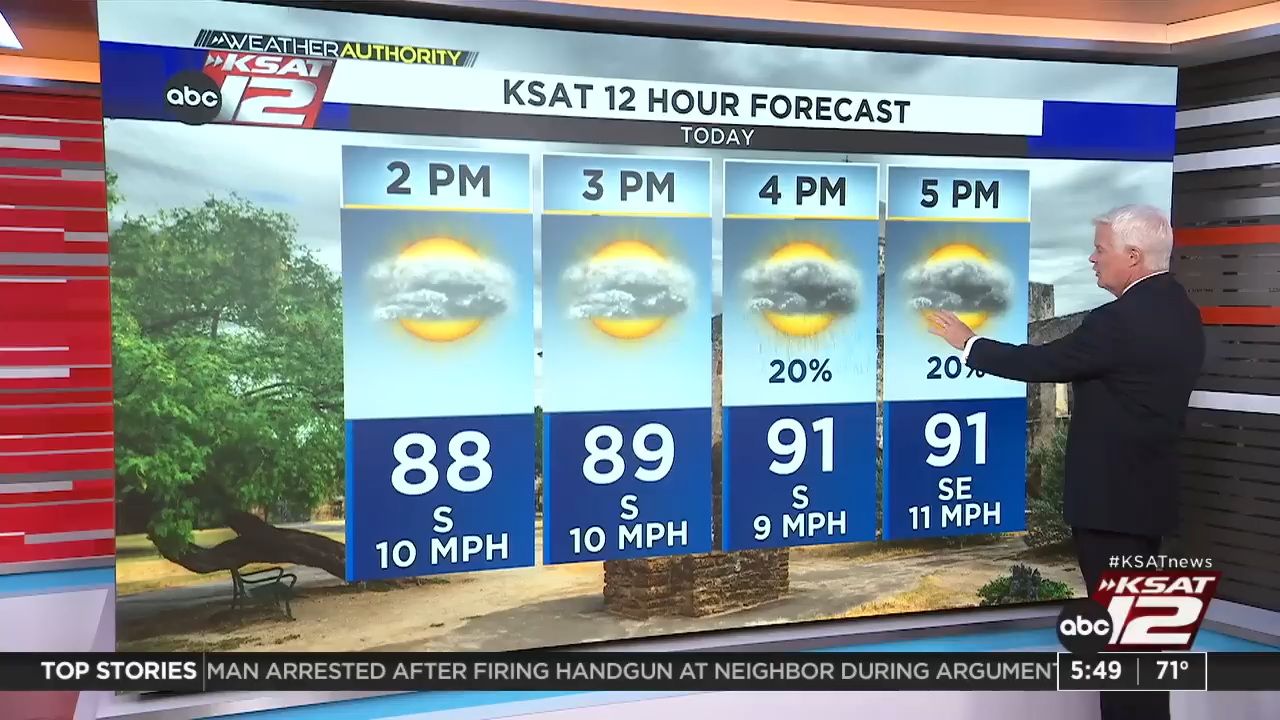 WEATHERAUTHORITY
KSAT
abc 12
KSAT 12 HOUR FORECAST
TODAY
2 PM
88
S
10 MPH
3 PM
89
S
10 MPH
4 PM
20%
91
S
9 MPH
5 PM
20%
91
SE
11 MPH
#KSATnews
KSAT
abc 12
TOP STORIES MAN ARRESTED AFTER FIRING HANDGUN AT NEIGHBOR DURING ARGUMENT 5:49 71°